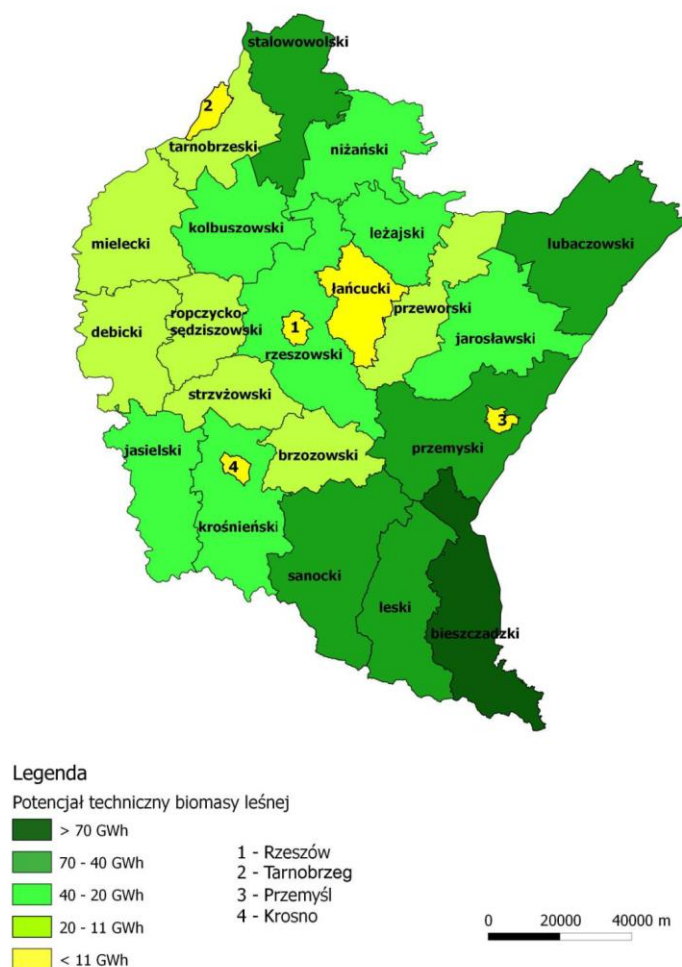 stalowowolski
2
tarnobrzeski
niżański
kolbuszowski
leżajski
lubaczowski
mielecki
łańcucki
ropczycko-
sędziszowski
przeworski
debicki
1
rzeszowski
jarosławski
strzvżowski
3
jasielski
brzozowski
przemyski
4
krośnieński
sanocki
leski
bieszczadzki
Legenda
Potencjał techniczny biomasy leśnej
> 70 GWh
70 - 40 GWh
40 - 20 GWh
20 - 11 GWh
< 11 GWh
1 - Rzeszów
2 - Tarnobrzeg
3 - Przemyśl
4 - Krosno
0 20000 40000 m